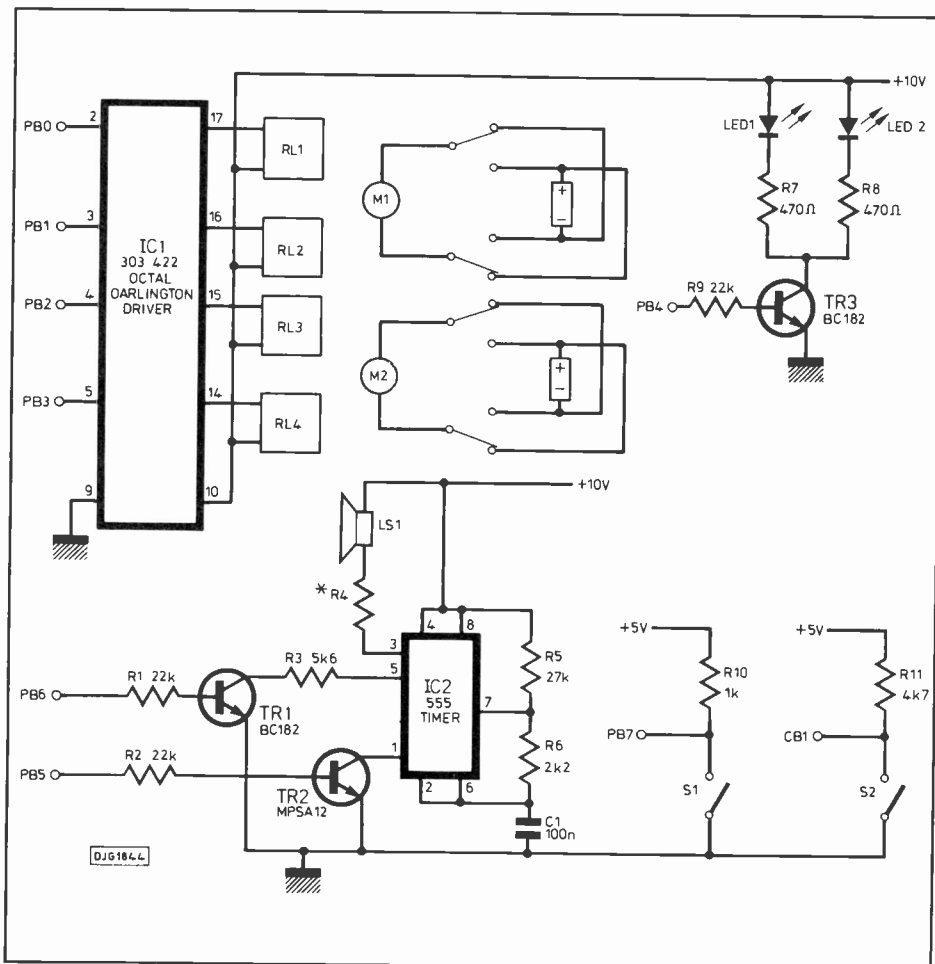 +10V
PB0
2
17
RL1
LED1
LED 2
M1
+
-
R7
470Ω
R8
470Ω
PB1
3
16
RL2
IC1
303 422
OCTAL
DARLINGTON
DRIVER
PB2
4
15
RL3
PB4
R9 22k
TR3
BC182
M2
+
-
PB3
5
14
RL4
9
10
+10V
LS1
* R4
4
8
3
5
R5
27k
+5V
+5V
R10
1k
R11
4k7
R3 5k6
IC2
555
TIMER
7
PB6
R1 22k
TR1
BC182
PB7
CB1
R6
2k2
1
PB5
R2 22k
TR2
MPSA12
2
6
S1
S2
C1
100n
DJG1844